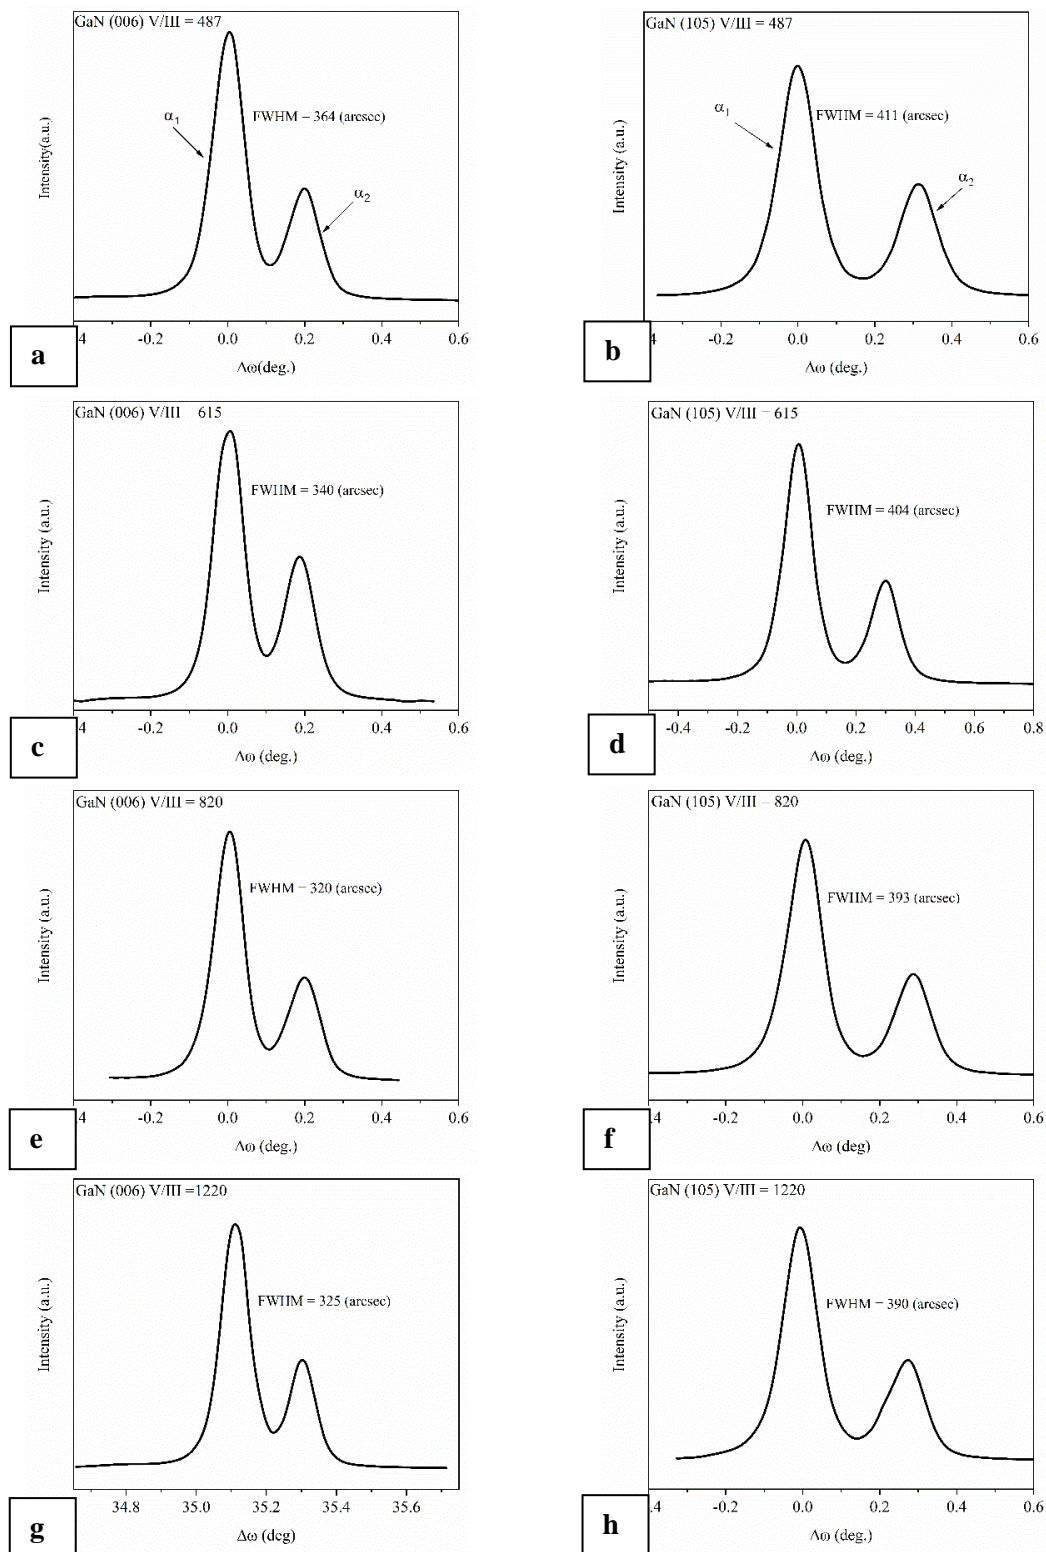 GaN (006) V/III = 487
Intensity(a.u.)
α1
FWHM = 364 (arcsec)
α2
.4 -0.2 0.0 0.2 0.4 0.6
Δω(deg.)
a
GaN (105) V/III = 487
Intensity (a.u.)
α1
FWHM = 411 (arcsec)
α2
-0.2 0.0 0.2 0.4 0.6
Δω (deg.)
b
GaN (006) V/III = 615
Intensity (a.u.)
FWHM = 340 (arcsec)
.4 -0.2 0.0 0.2 0.4 0.6
Δω (deg.)
c
GaN (105) V/III = 615
Intensity (a.u.)
FWHM = 404 (arcsec)
-0.4 -0.2 0.0 0.2 0.4 0.6 0.8
Δω (deg.)
d
GaN (006) V/III = 820
Intensity (a.u.)
FWHM = 320 (arcsec)
.4 -0.2 0.0 0.2 0.4 0.6
Δω (deg.)
e
GaN (105) V/III = 820
Intensity (a.u.)
FWHM = 393 (arcsec)
.4 -0.2 0.0 0.2 0.4 0.6
Δω (deg)
f
GaN (006) V/III =1220
Intensity (a.u.)
FWHM = 325 (arcsec)
34.8 35.0 35.2 35.4 35.6
Δω (deg)
g
GaN (105) V/III = 1220
Intensity (a.u.)
FWHM = 390 (arcsec)
.4 0.0 0.2 0.4 0.6
Δω (deg.)
h